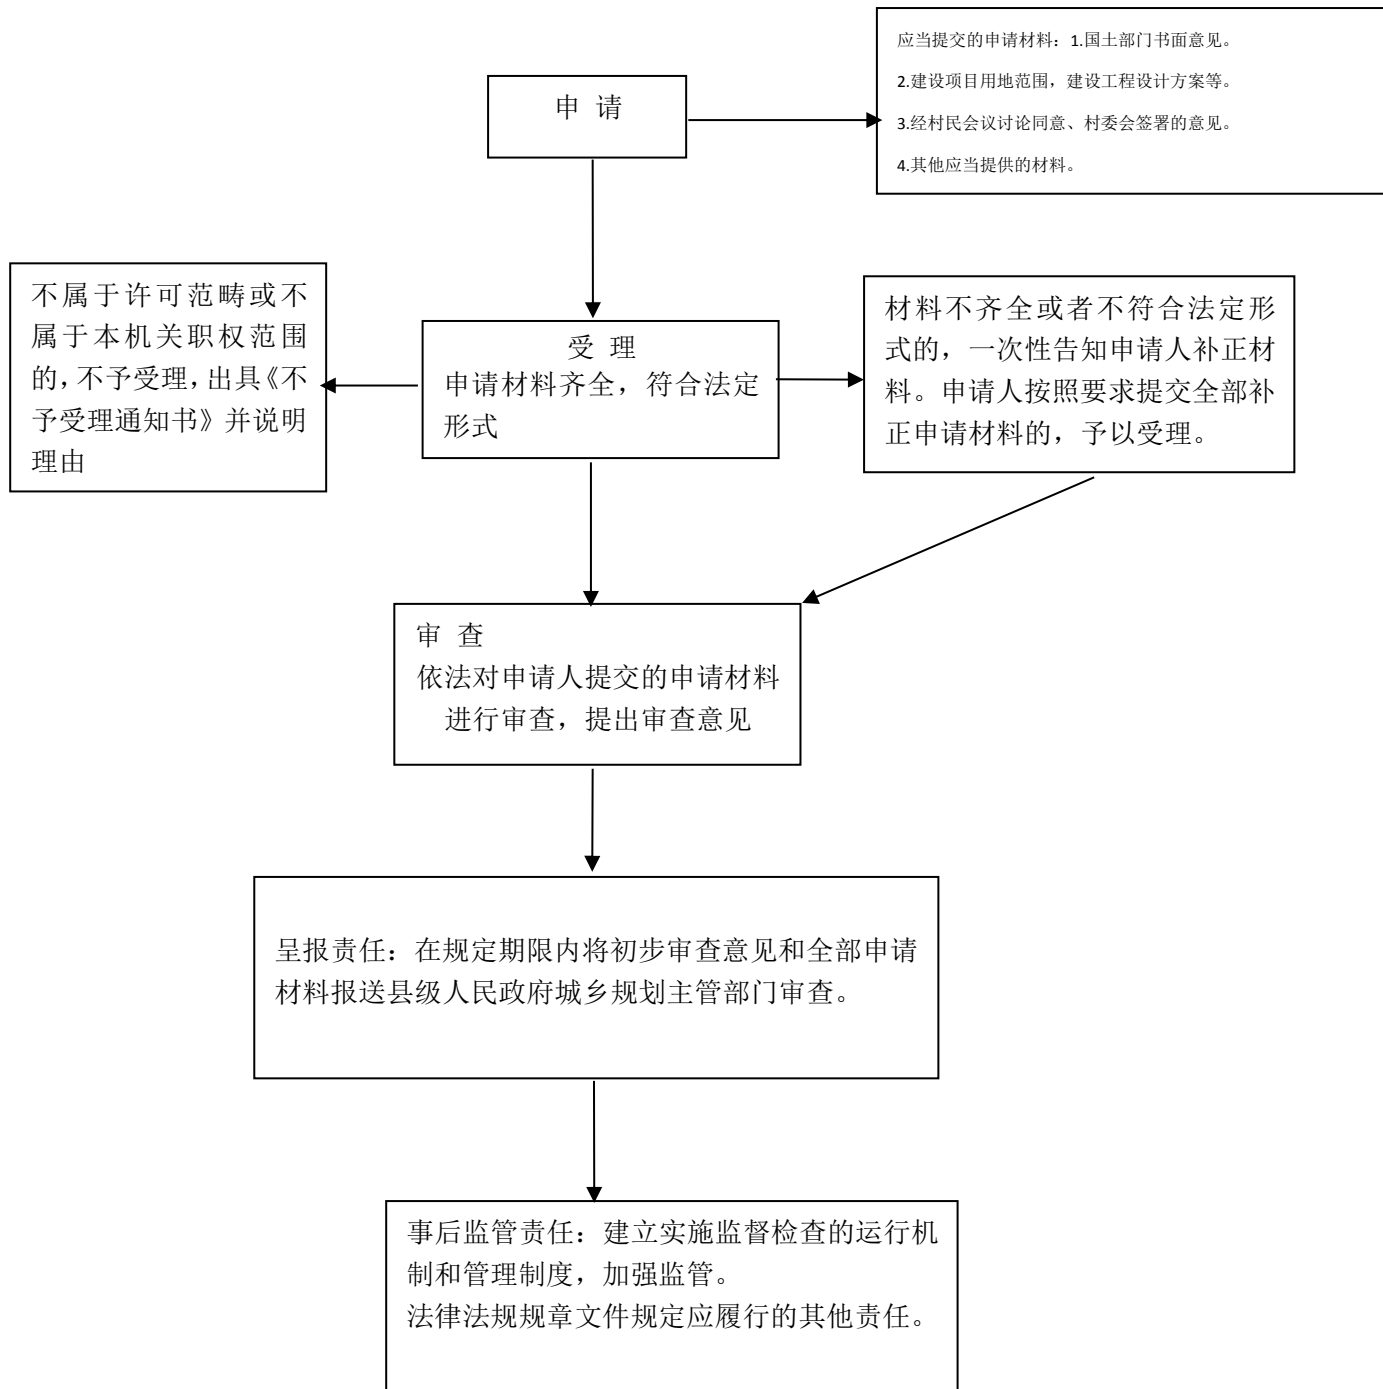 应当提交的申请材料：1.国土部门书面意见。
2.建设项目用地范围，建设工程设计方案等。
3.经村民会议讨论同意、村委会签署的意见。
4.其他应当提供的材料。
申 请
不属于许可范畴或不
属于本机关职权范围
的，不予受理，出具《不
予受理通知书》并说明
理由
受 理
申请材料齐全，符合法定
形式
材料不齐全或者不符合法定形
式的，一次性告知申请人补正材
料。申请人按照要求提交全部补
正申请材料的，予以受理。
审 查
依法对申请人提交的申请材料
进行审查，提出审查意见
呈报责任：在规定期限内将初步审查意见和全部申请
材料报送县级人民政府城乡规划主管部门审查。
事后监管责任：建立实施监督检查的运行机
制和管理制度，加强监管。
法律法规规章文件规定应履行的其他责任。